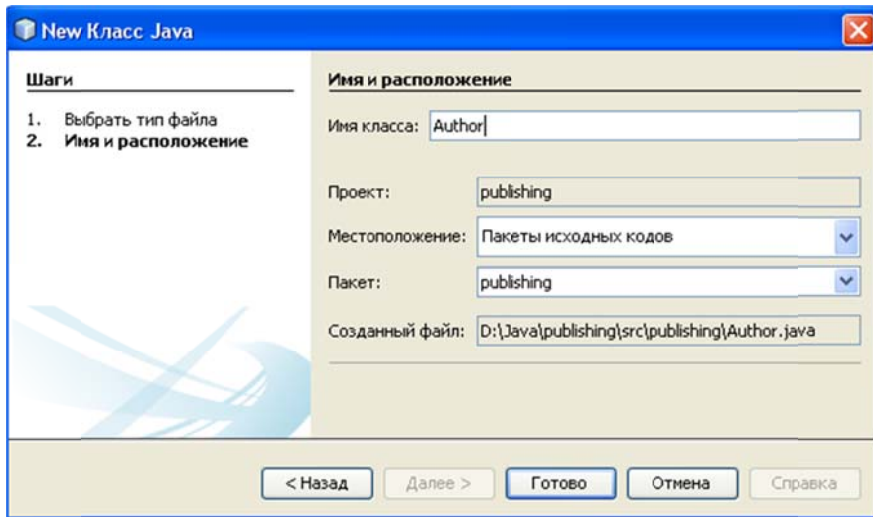 New Класс Java
Шаги
1. Выбрать тип файла
2. Имя и расположение
Имя и расположение
Имя класса: Author
Проект: publishing
Местоположение: Пакеты исходных кодов
Пакет: publishing
Созданный файл: D:\Java\publishing\src\publishing\Author.java
< Назад Далее > Готово Отмена Справка